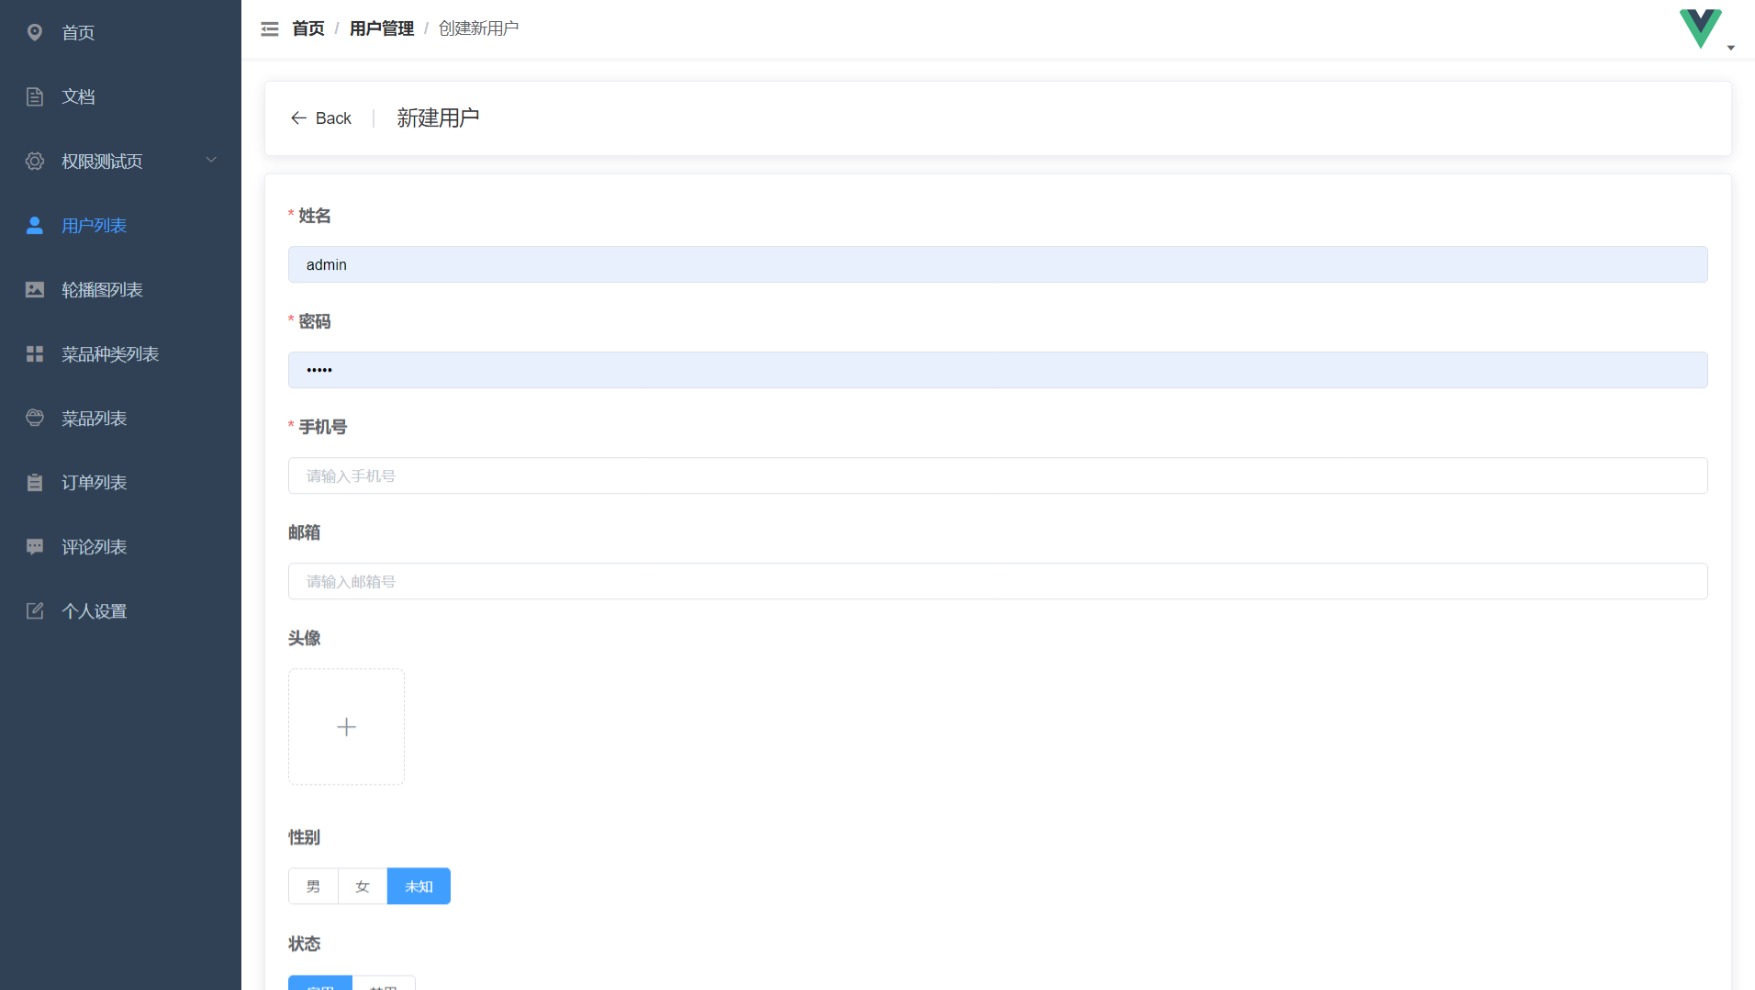 首页
文档
权限测试页
用户列表
轮播图列表
菜品种类列表
菜品列表
订单列表
评论列表
个人设置
首页 / 用户管理 / 创建新用户
Back 新建用户
* 姓名
admin
* 密码
•••••
* 手机号
请输入手机号
邮箱
请输入邮箱号
头像
性别
男 女 未知
状态